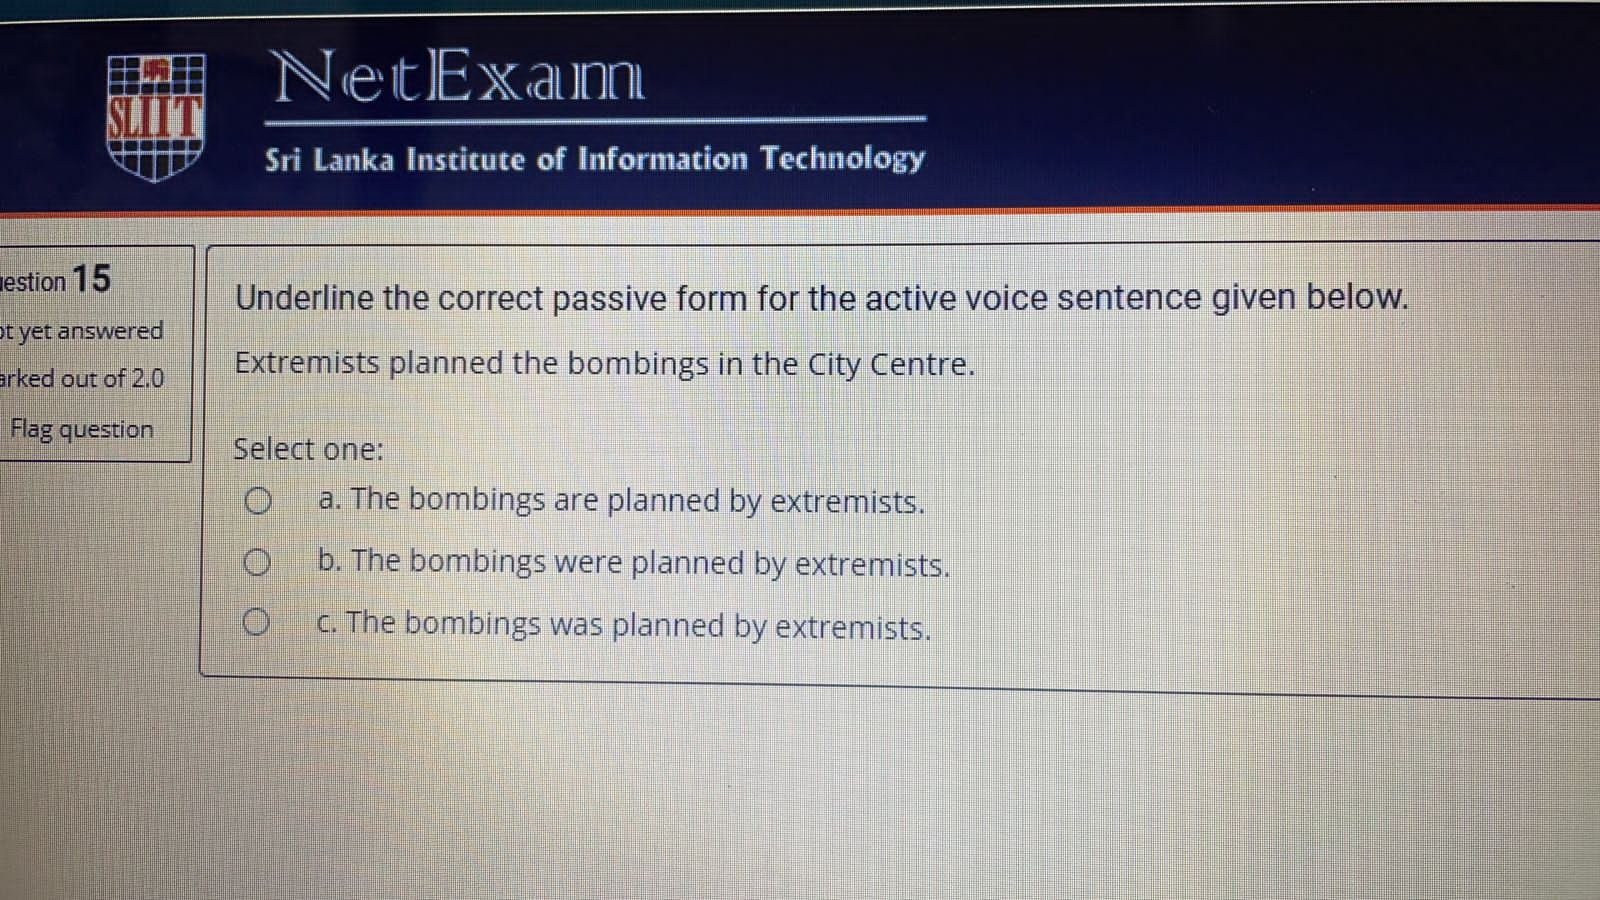 SLIIT
NetExam
Sri Lanka Institute of Information Technology
estion 15
ot yet answered
arked out of 2.0
Flag question
Underline the correct passive form for the active voice sentence given below.
Extremists planned the bombings in the City Centre.
Select one:
a. The bombings are planned by extremists.
b. The bombings were planned by extremists.
c. The bombings was planned by extremists.